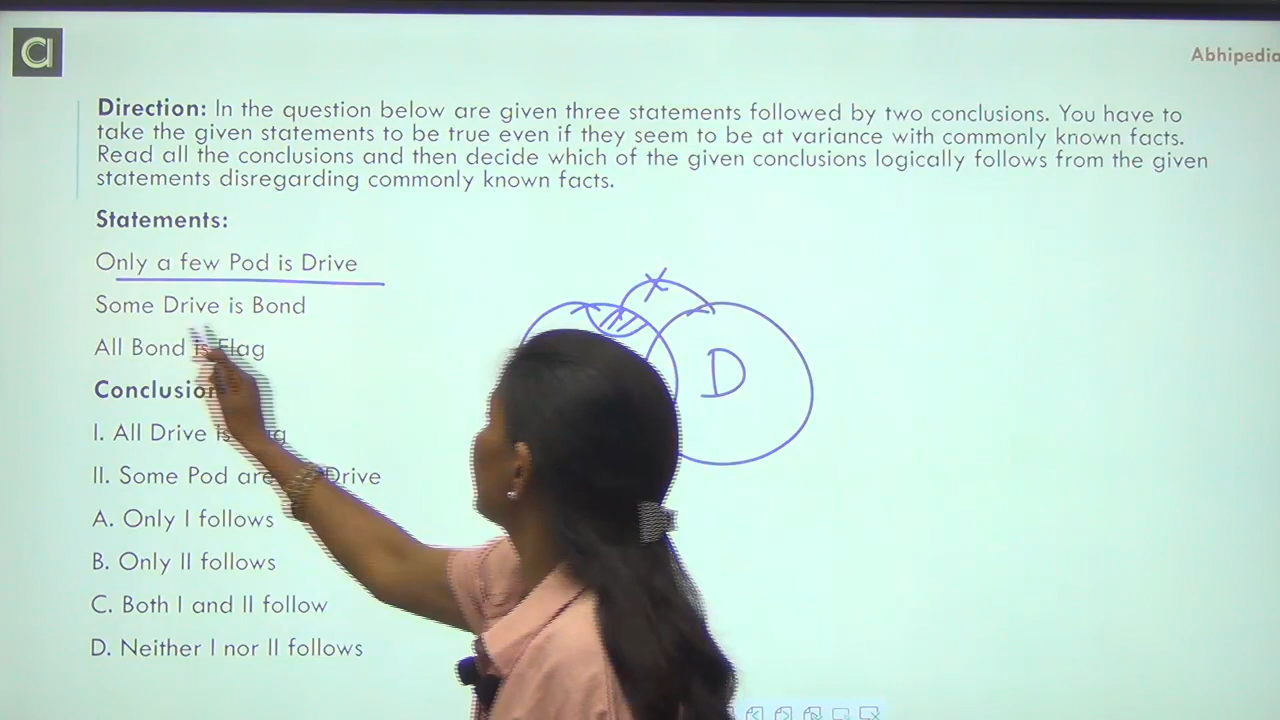 Abhipedia
Direction: In the question below are given three statements followed by two conclusions. You have to
take the given statements to be true even if they seem to be at variance with commonly known facts.
Read all the conclusions and then decide which of the given conclusions logically follows from the given
statements disregarding commonly known facts.
Statements:
Only a few Pod is Drive
Some Drive is Bond
All Bond is Flag
Conclusion
I. All Drive is
II. Some Pod are Drive
A. Only I follows
B. Only II follows
C. Both I and II follow
D. Neither I nor II follows
D